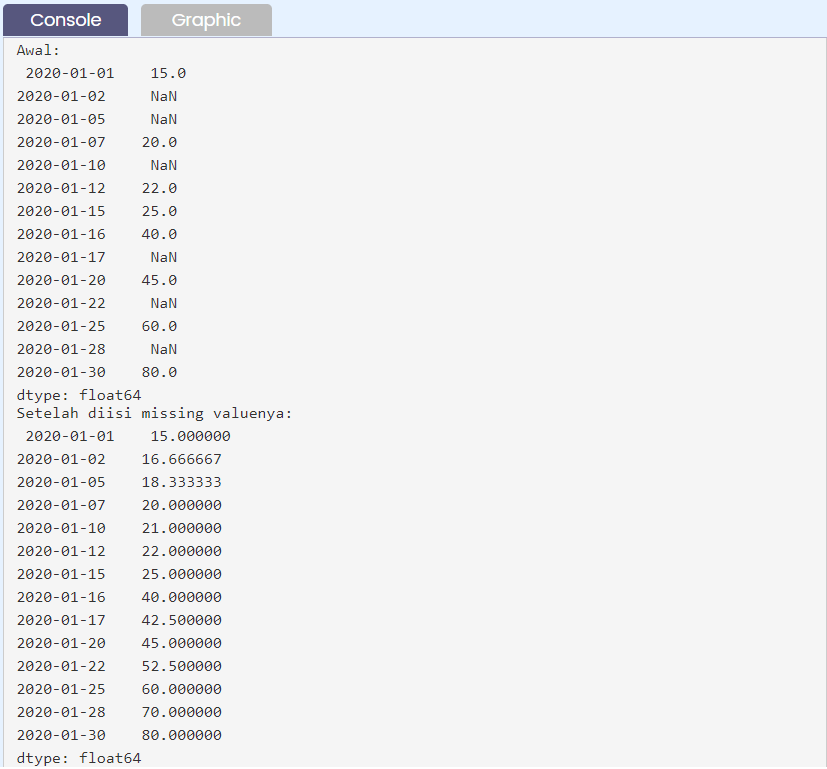 Console Graphic
Awal:
 2020-01-01    15.0
2020-01-02     NaN
2020-01-05     NaN
2020-01-07    20.0
2020-01-10     NaN
2020-01-12    22.0
2020-01-15    25.0
2020-01-16    40.0
2020-01-17     NaN
2020-01-20    45.0
2020-01-22     NaN
2020-01-25    60.0
2020-01-28     NaN
2020-01-30    80.0
dtype: float64
Setelah diisi missing valuenya:
 2020-01-01    15.000000
2020-01-02    16.666667
2020-01-05    18.333333
2020-01-07    20.000000
2020-01-10    21.000000
2020-01-12    22.000000
2020-01-15    25.000000
2020-01-16    40.000000
2020-01-17    42.500000
2020-01-20    45.000000
2020-01-22    52.500000
2020-01-25    60.000000
2020-01-28    70.000000
2020-01-30    80.000000
dtype: float64